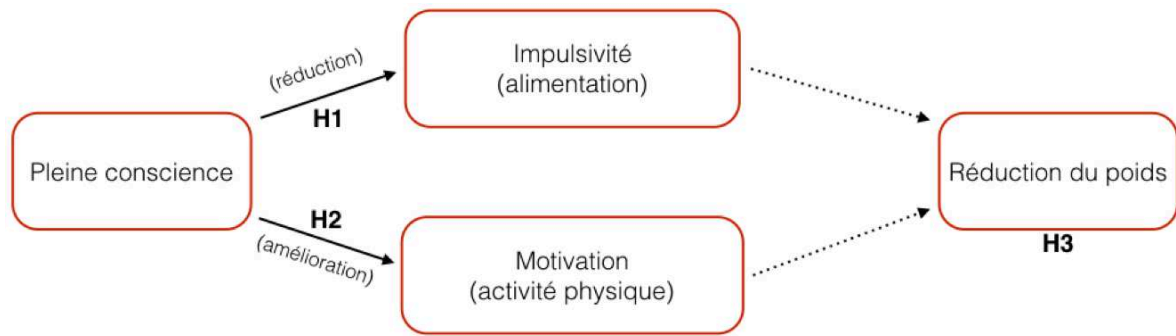 Impulsivité
(alimentation)
(réduction)
H1
Pleine conscience
Réduction du poids
H3
H2
(amélioration)
Motivation
(activité physique)